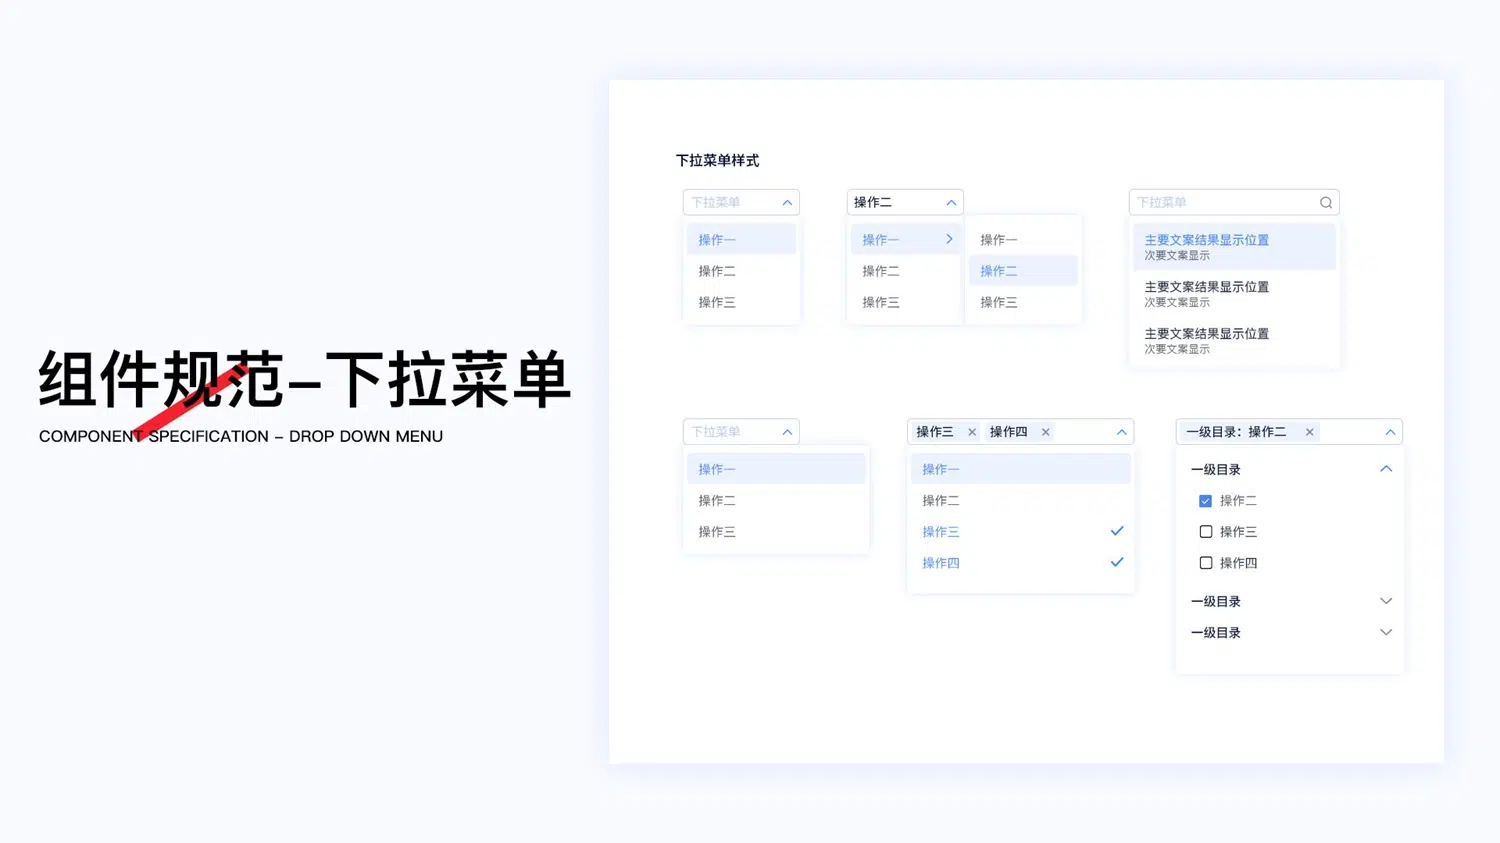 组件规范-下拉菜单
COMPONENT SPECIFICATION - DROP DOWN MENU
下拉菜单样式
下拉菜单
操作一
操作二
操作三
操作二
操作一
操作二
操作三
操作一
操作二
操作三
下拉菜单
主要文案结果显示位置
次要文案显示
主要文案结果显示位置
次要文案显示
主要文案结果显示位置
次要文案显示
下拉菜单
操作一
操作二
操作三
操作三 × 操作四 ×
操作一
操作二
操作三
操作四
一级目录：操作二 ×
一级目录
操作二
操作三
操作四
一级目录
一级目录